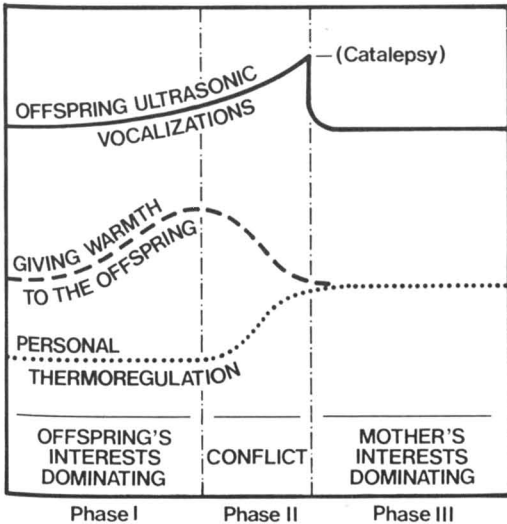 (Catalepsy)
OFFSPRING ULTRASONIC
VOCALIZATIONS
GIVING WARMTH
TO THE OFFSPRING
PERSONAL
THERMOREGULATION
OFFSPRING'S
INTERESTS
DOMINATING
CONFLICT
MOTHER'S
INTERESTS
DOMINATING
Phase I
Phase II
Phase III